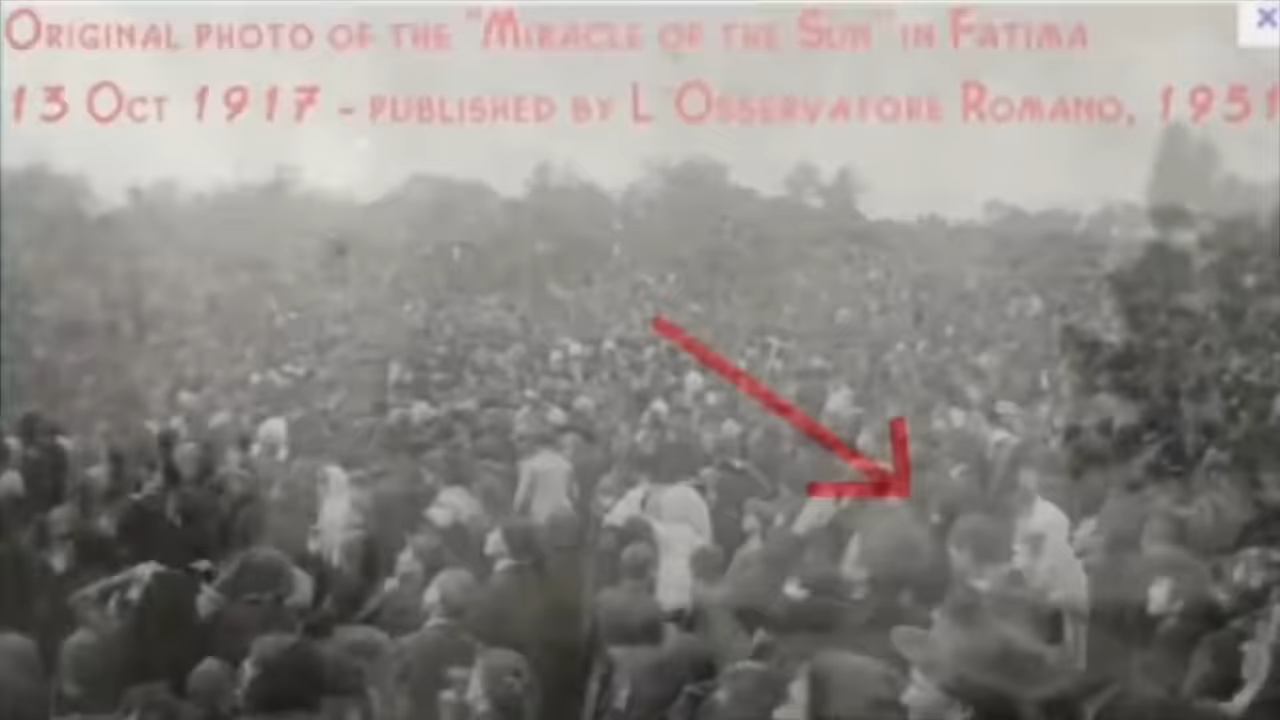 Original photo of the "Miracle of the Sun" in Fatima
13 Oct 1917 - published by L'Osservatore Romano, 1951